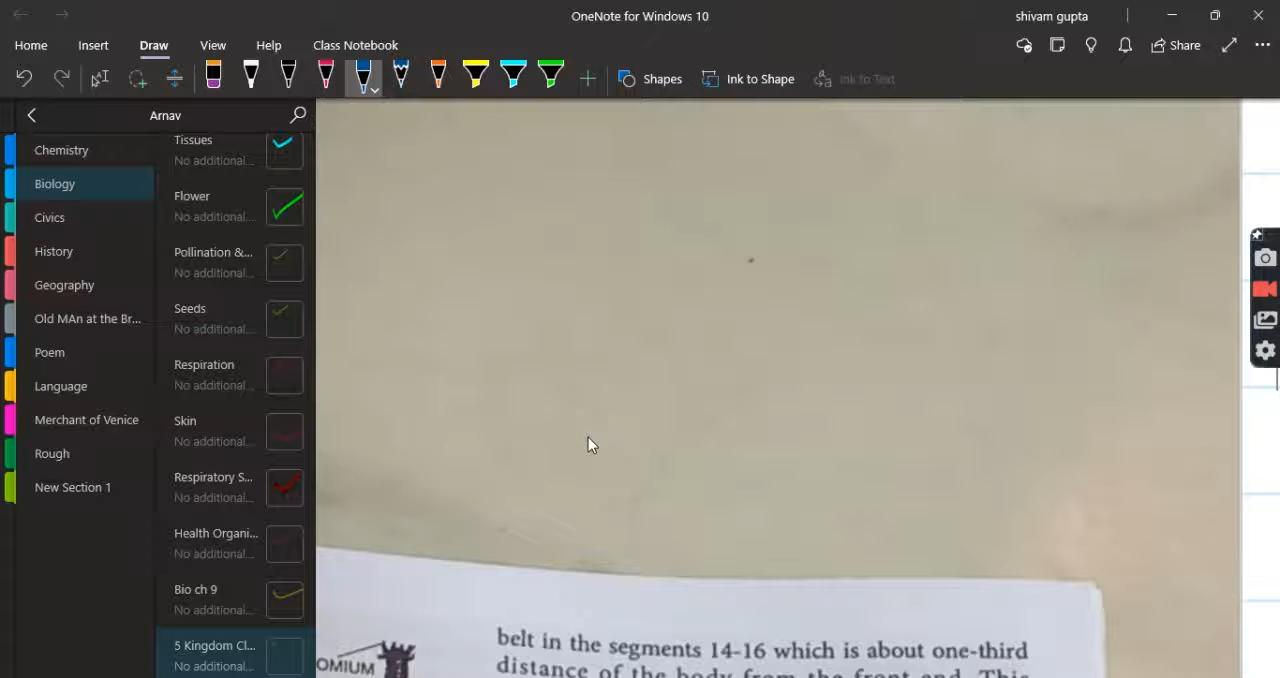 OneNote for Windows 10
shivam gupta
Home Insert Draw View Help Class Notebook
Share
Shapes
Ink to Shape
Ink to Text
Arnav
Chemistry
Biology
Civics
History
Geography
Old MAn at the Br...
Poem
Language
Merchant of Venice
Rough
New Section 1
Tissues
No additional...
Flower
No additional...
Pollination &...
No additional...
Seeds
No additional...
Respiration
No additional...
Skin
No additional...
Respiratory S...
No additional...
Health Organi...
No additional...
Bio ch 9
No additional...
5 Kingdom Cl...
No additional...
OMIUM
belt in the segments 14-16 which is about one-third
distance of the body from the front end. This